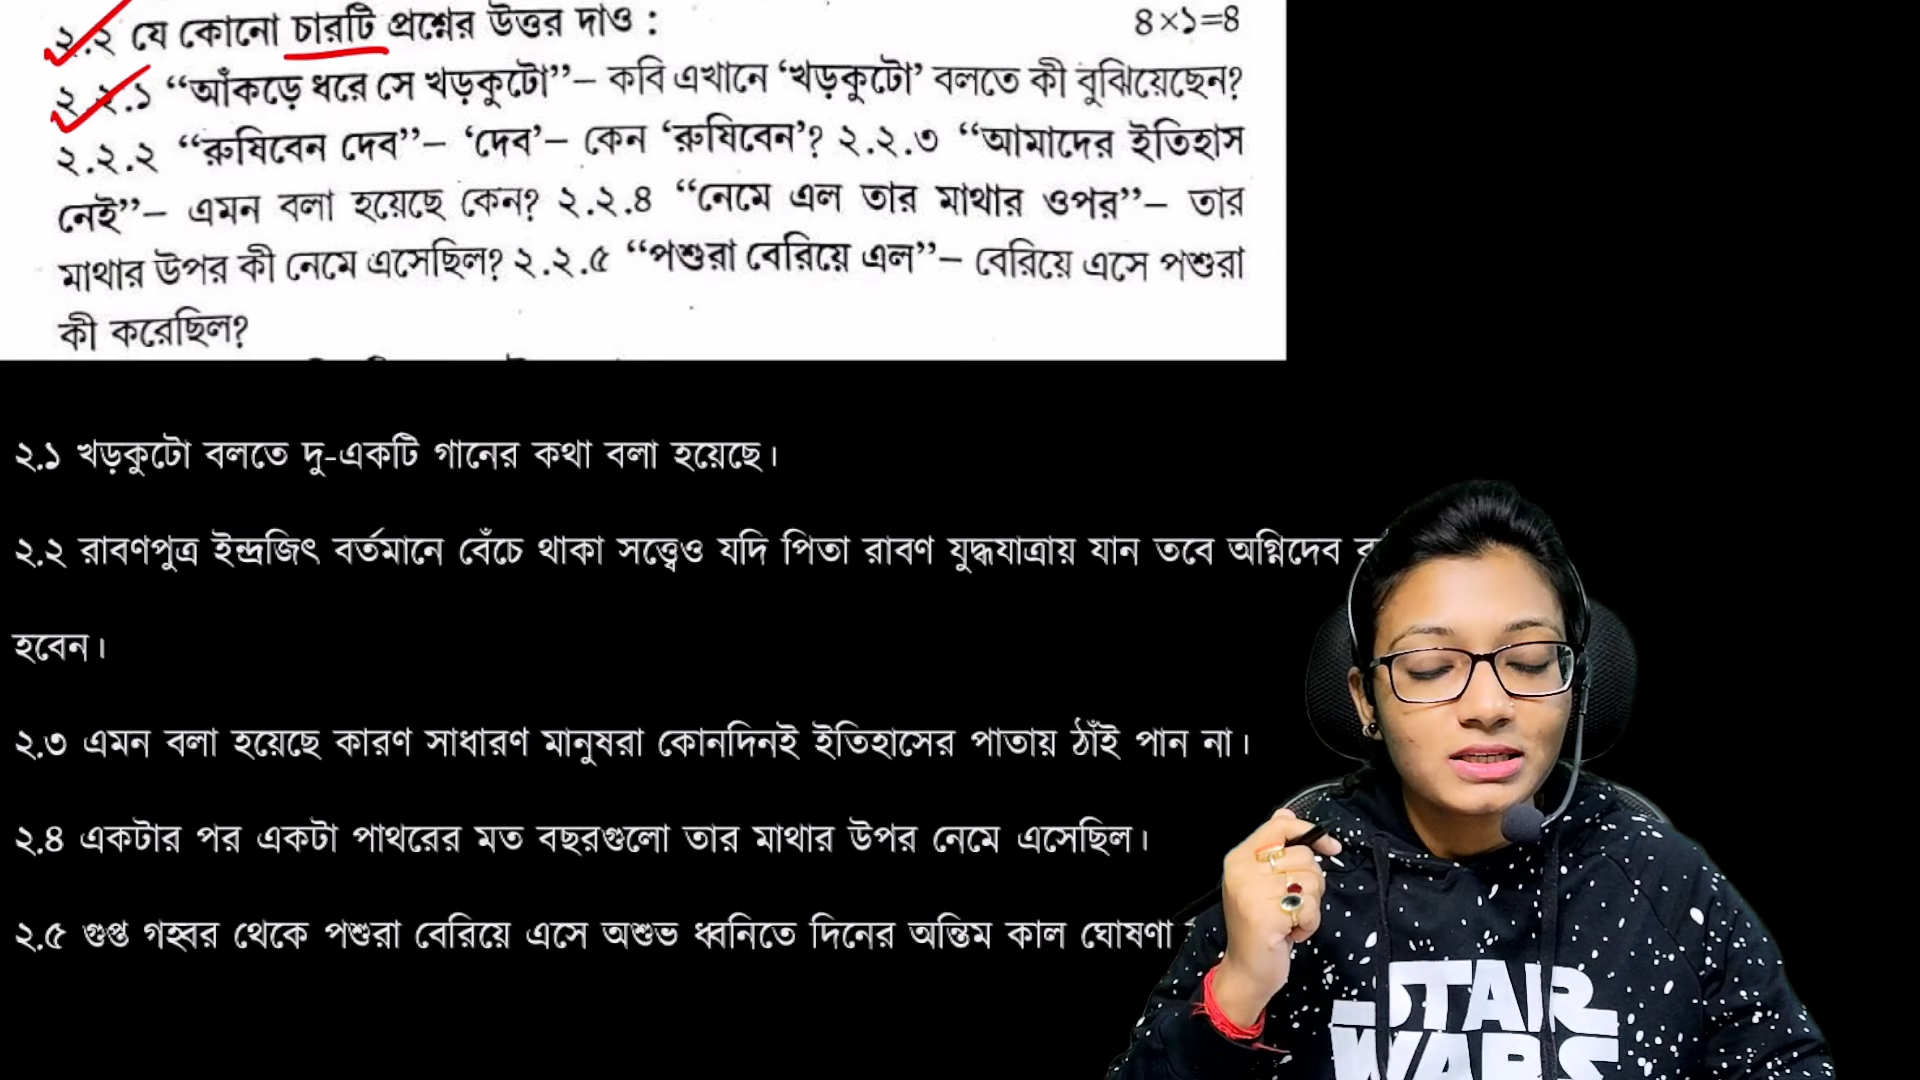 ২.২ যে কোনো চারটি প্রশ্নের উত্তর দাও : ৪×১=৪
২.২.১ “আঁকড়ে ধরে সে খড়কুটো”– কবি এখানে ‘খড়কুটো’ বলতে কী বুঝিয়েছেন?
২.২.২ “রুষিবেন দেব”– ‘দেব’– কেন ‘রুষিবেন’? ২.২.৩ “আমাদের ইতিহাস
নেই”– এমন বলা হয়েছে কেন? ২.২.৪ “নেমে এল তার মাথার ওপর”– তার
মাথার উপর কী নেমে এসেছিল? ২.২.৫ “পশুরা বেরিয়ে এল”– বেরিয়ে এসে পশুরা
কী করেছিল?
২.১ খড়কুটো বলতে দু-একটি গানের কথা বলা হয়েছে।
২.২ রাবণপুত্র ইন্দ্রজিৎ বর্তমানে বেঁচে থাকা সত্ত্বেও যদি পিতা রাবণ যুদ্ধযাত্রায় যান তবে অগ্নিদেব
হবেন।
২.৩ এমন বলা হয়েছে কারণ সাধারণ মানুষরা কোনদিনই ইতিহাসের পাতায় ঠাঁই পান না।
২.৪ একটার পর একটা পাথরের মত বছরগুলো তার মাথার উপর নেমে এসেছিল।
২.৫ গুপ্ত গহ্বর থেকে পশুরা বেরিয়ে এসে অশুভ ধ্বনিতে দিনের অন্তিম কাল ঘোষণা
STAR
WARS